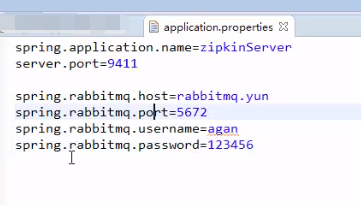 application.properties
spring.application.name=zipkinServer
server.port=9411
spring.rabbitmq.host=rabbitmq.yun
spring.rabbitmq.port=5672
spring.rabbitmq.username=agan
spring.rabbitmq.password=123456